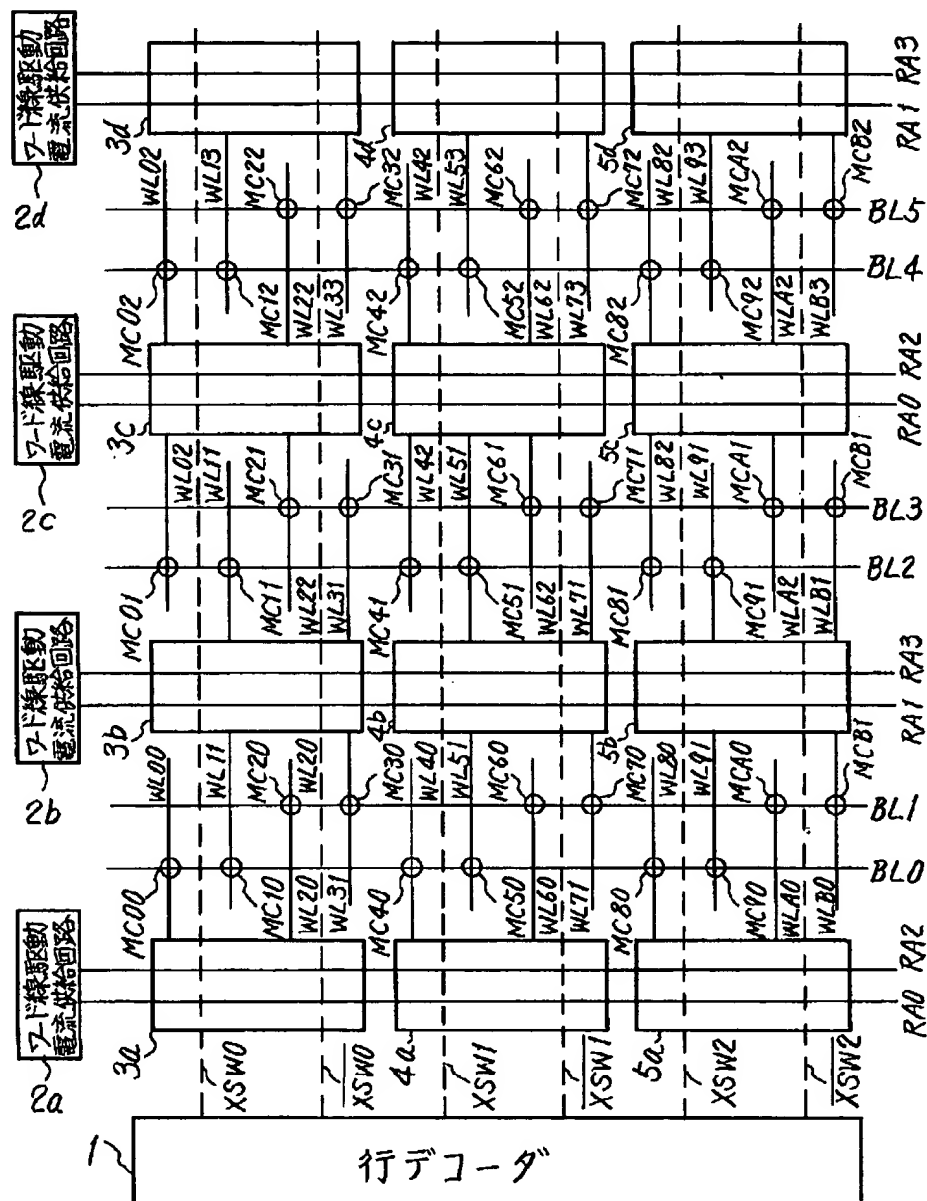 ワード線駆動
電流供給回路
2d
3d
4d
5d
RA3
RA1
WL02
WL13
MC22
MC32
WL42
WL53
MC62
MC72
WL82
WL93
MCA2
MCB2
BL5
BL4
MC02
MC12
WL22
WL33
MC42
MC52
WL62
WL73
MC82
MC92
WLA2
WLB3
ワード線駆動
電流供給回路
2c
3c
4c
5c
RA2
RA0
WL02
WL11
MC21
MC31
WL42
WL51
MC61
MC71
WL82
WL91
MCA1
MCB1
BL3
BL2
MC01
MC11
WL22
WL31
MC41
MC51
WL62
WL71
MC81
MC91
WLA2
WLB1
ワード線駆動
電流供給回路
2b
3b
4b
5b
RA3
RA1
WL00
WL11
MC20
WL20
MC30
WL40
WL51
MC60
MC70
WL80
WL91
MCA0
MCB1
BL1
BL0
MC00
MC10
WL20
WL31
MC40
MC50
WL60
WL71
MC80
MC90
WLA0
WLB0
ワード線駆動
電流供給回路
2a
3a
4a
5a
RA2
RA0
XSW0
XSW0
XSW1
XSW1
XSW2
XSW2
1
行デコーダ